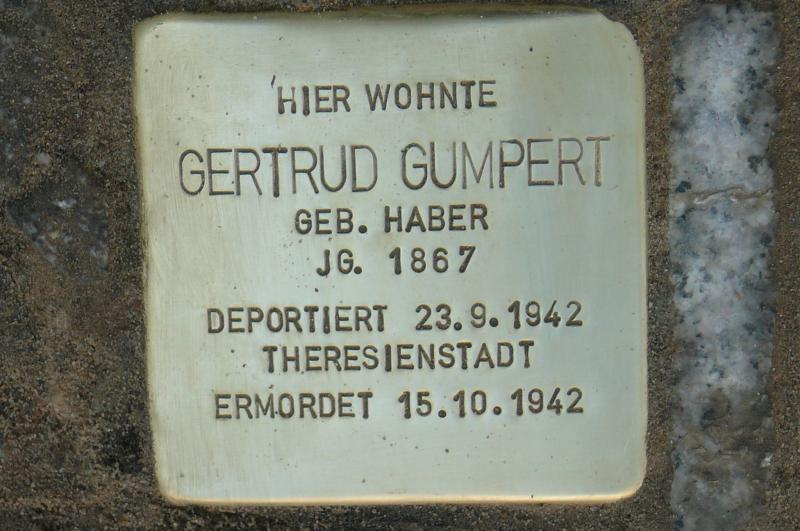 HIER WOHNTE
GERTRUD GUMPERT
GEB. HABER
JG. 1867
DEPORTIERT 23.9.1942
THERESIENSTADT
ERMORDET 15.10.1942